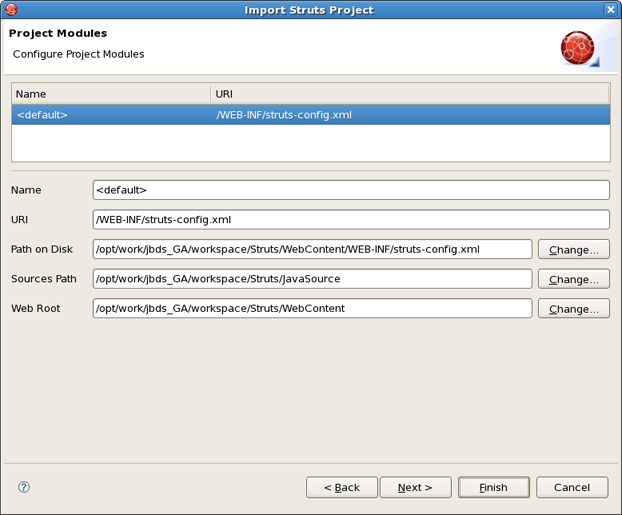 Import Struts Project
Project Modules
Configure Project Modules
Name URI
<default> /WEB-INF/struts-config.xml
Name <default>
URI /WEB-INF/struts-config.xml
Path on Disk /opt/work/jbds_GA/workspace/Struts/WebContent/WEB-INF/struts-config.xml Change...
Sources Path /opt/work/jbds_GA/workspace/Struts/JavaSource Change...
Web Root /opt/work/jbds_GA/workspace/Struts/WebContent Change...
? < Back Next > Finish Cancel